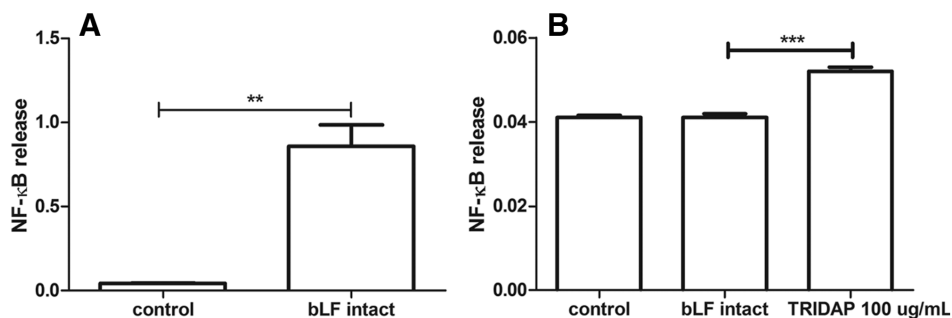 A
NF-κB release
1.5
1.0
0.5
0.0
**
control
bLF intact
B
NF-κB release
0.06
0.04
0.02
0.00
***
control
bLF intact
TRIDAP 100 ug/mL